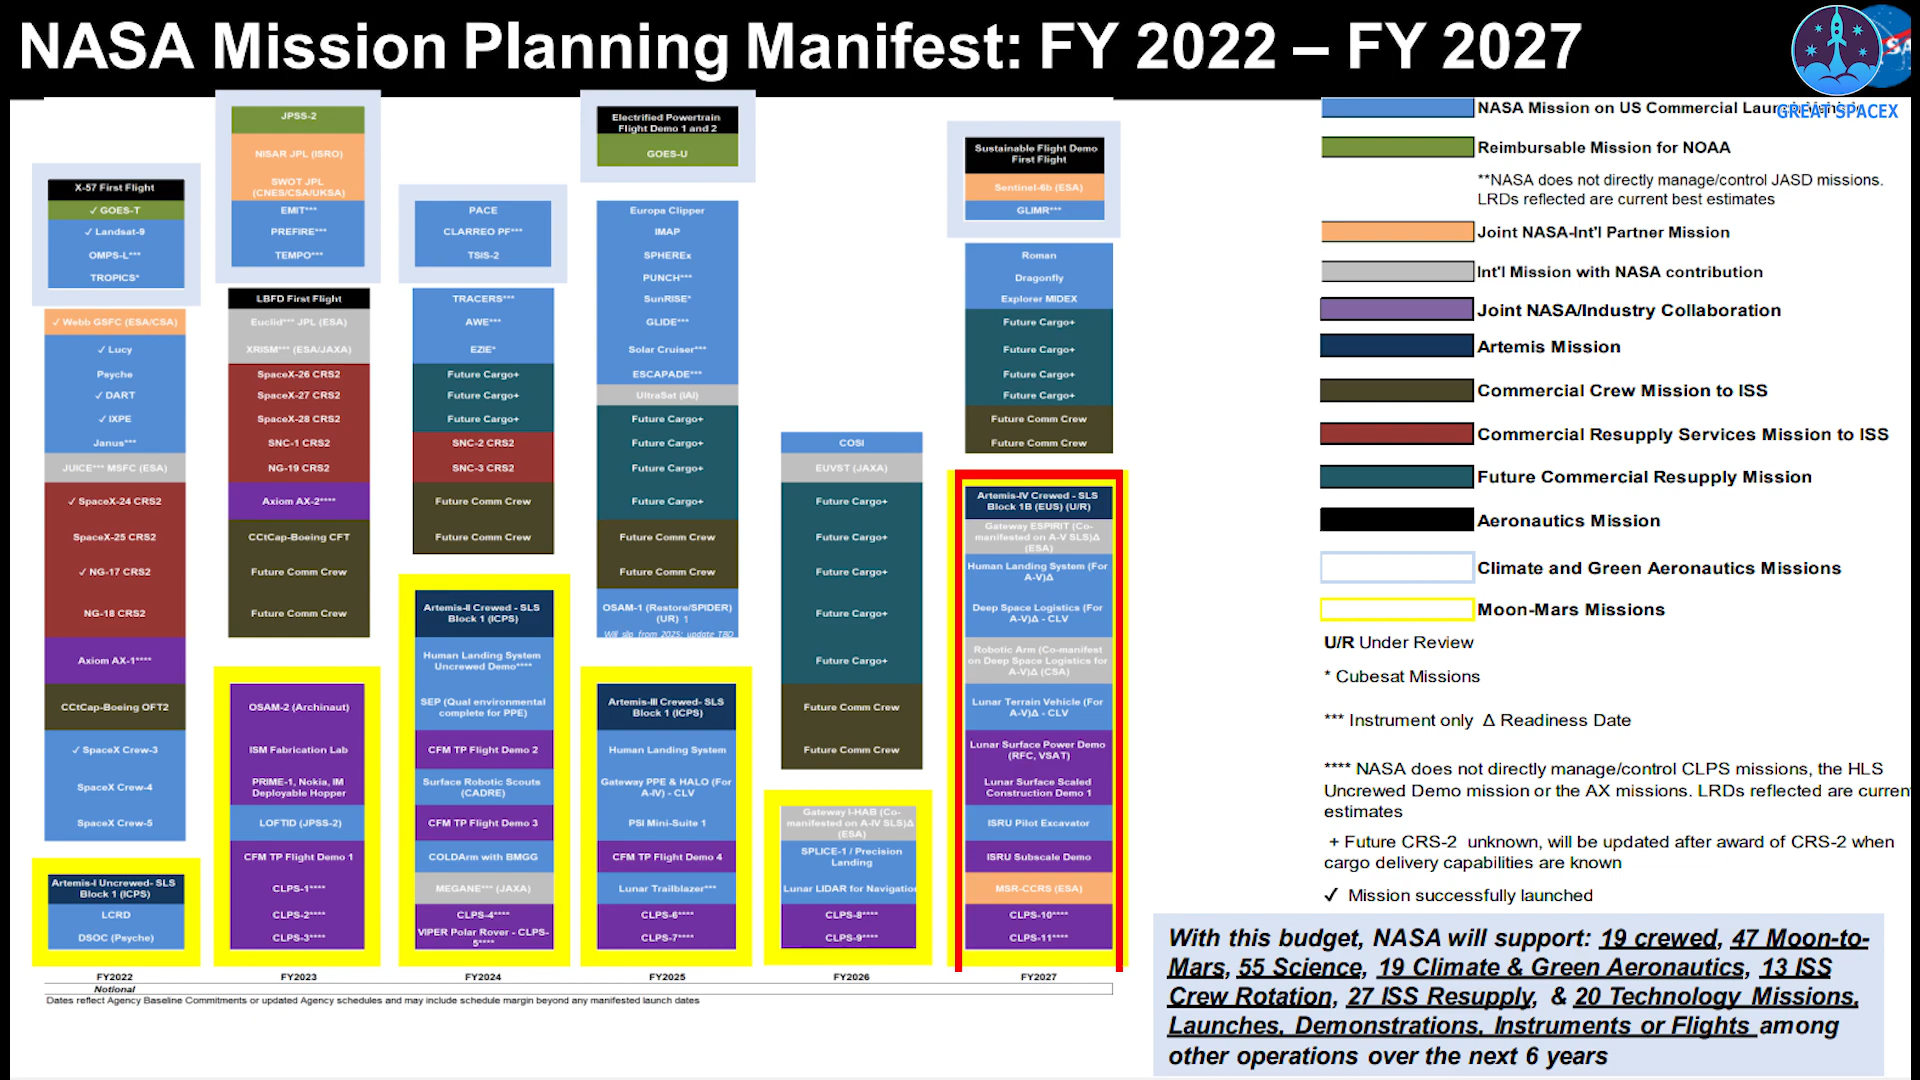 NASA Mission Planning Manifest: FY 2022 – FY 2027
GREAT SPACEX
X-57 First Flight
✓ GOES-T
✓ Landsat-9
OMPS-L***
TROPICS*
✓ Webb GSFC (ESA/CSA)
✓ Lucy
Psyche
✓ DART
✓ IXPE
Janus***
JUICE*** MSFC (ESA)
✓ SpaceX-24 CRS2
SpaceX-25 CRS2
✓ NG-17 CRS2
NG-18 CRS2
Axiom AX-1****
CCtCap-Boeing OFT2
✓ SpaceX Crew-3
SpaceX Crew-4
SpaceX Crew-5
Artemis-I Uncrewed- SLS
Block 1 (ICPS)
LCRD
DSOC (Psyche)
FY2022
Notional
JPSS-2
NISAR JPL (ISRO)
SWOT JPL
(CNES/CSA/UKSA)
EMIT***
PREFIRE***
TEMPO***
LBFD First Flight
Euclid*** JPL (ESA)
XRISM*** (ESA/JAXA)
SpaceX-26 CRS2
SpaceX-27 CRS2
SpaceX-28 CRS2
SNC-1 CRS2
NG-19 CRS2
Axiom AX-2****
CCtCap-Boeing CFT
Future Comm Crew
Future Comm Crew
OSAM-2 (Archinaut)
ISM Fabrication Lab
PRIME-1, Nokia, IM
Deployable Hopper
LOFTID (JPSS-2)
CFM TP Flight Demo 1
CLPS-1****
CLPS-2****
CLPS-3****
FY2023
PACE
CLARREO PF***
TSIS-2
TRACERS***
AWE***
EZIE*
Future Cargo+
Future Cargo+
Future Cargo+
SNC-2 CRS2
SNC-3 CRS2
Future Comm Crew
Future Comm Crew
Artemis-II Crewed - SLS
Block 1 (ICPS)
Human Landing System
Uncrewed Demo****
SEP (Qual environmental
complete for PPE)
CFM TP Flight Demo 2
Surface Robotic Scouts
(CADRE)
CFM TP Flight Demo 3
COLDArm with BMGG
MEGANE*** (JAXA)
CLPS-4****
VIPER Polar Rover - CLPS-
5****
FY2024
Electrified Powertrain
Flight Demo 1 and 2
GOES-U
Europa Clipper
IMAP
SPHEREx
PUNCH***
SunRISE*
GLIDE***
Solar Cruiser***
ESCAPADE***
UltraSat (IAI)
Future Cargo+
Future Cargo+
Future Cargo+
Future Cargo+
Future Comm Crew
Future Comm Crew
OSAM-1 (Restore/SPIDER)
(UR) 1
Will slip from 2025; update TBD
Artemis-III Crewed- SLS
Block 1 (ICPS)
Human Landing System
Gateway PPE & HALO (For
A-IV) - CLV
PSI Mini-Suite 1
CFM TP Flight Demo 4
Lunar Trailblazer***
CLPS-6****
CLPS-7****
FY2025
COSI
EUVST (JAXA)
Future Cargo+
Future Cargo+
Future Cargo+
Future Cargo+
Future Cargo+
Future Comm Crew
Future Comm Crew
Gateway I-HAB (Co-
manifested on A-IV SLS)Δ
(ESA)
SPLICE-1 / Precision
Landing
Lunar LIDAR for Navigation
CLPS-8****
CLPS-9****
FY2026
Sustainable Flight Demo
First Flight
Sentinel-6b (ESA)
GLIMR***
Roman
Dragonfly
Explorer MIDEX
Future Cargo+
Future Cargo+
Future Cargo+
Future Cargo+
Future Comm Crew
Future Comm Crew
Artemis-IV Crewed - SLS
Block 1B (EUS) (U/R)
Gateway ESPIRIT (Co-
manifested on A-V SLS)Δ
(ESA)
Human Landing System (For
A-V)Δ
Deep Space Logistics (For
A-V)Δ - CLV
Robotic Arm (Co-manifest
on Deep Space Logistics for
A-V)Δ (CSA)
Lunar Terrain Vehicle (For
A-V)Δ - CLV
Lunar Surface Power Demo
(RFC, VSAT)
Lunar Surface Scaled
Construction Demo 1
ISRU Pilot Excavator
ISRU Subscale Demo
MSR-CCRS (ESA)
CLPS-10****
CLPS-11****
FY2027
Dates reflect Agency Baseline Commitments or updated Agency schedules and may include schedule margin beyond any manifested launch dates
NASA Mission on US Commercial
Reimbursable Mission for NOAA
**NASA does not directly manage/control JASD missions.
LRDs reflected are current best estimates
Joint NASA-Int'l Partner Mission
Int'l Mission with NASA contribution
Joint NASA/Industry Collaboration
Artemis Mission
Commercial Crew Mission to ISS
Commercial Resupply Services Mission to ISS
Future Commercial Resupply Mission
Aeronautics Mission
Climate and Green Aeronautics Missions
Moon-Mars Missions
U/R Under Review
* Cubesat Missions
*** Instrument only Δ Readiness Date
**** NASA does not directly manage/control CLPS missions, the HLS
Uncrewed Demo mission or the AX missions. LRDs reflected are curren
estimates
+ Future CRS-2 unknown, will be updated after award of CRS-2 when
cargo delivery capabilities are known
✓ Mission successfully launched
With this budget, NASA will support: 19 crewed, 47 Moon-to-
Mars, 55 Science, 19 Climate & Green Aeronautics, 13 ISS
Crew Rotation, 27 ISS Resupply, & 20 Technology Missions,
Launches, Demonstrations, Instruments or Flights among
other operations over the next 6 years